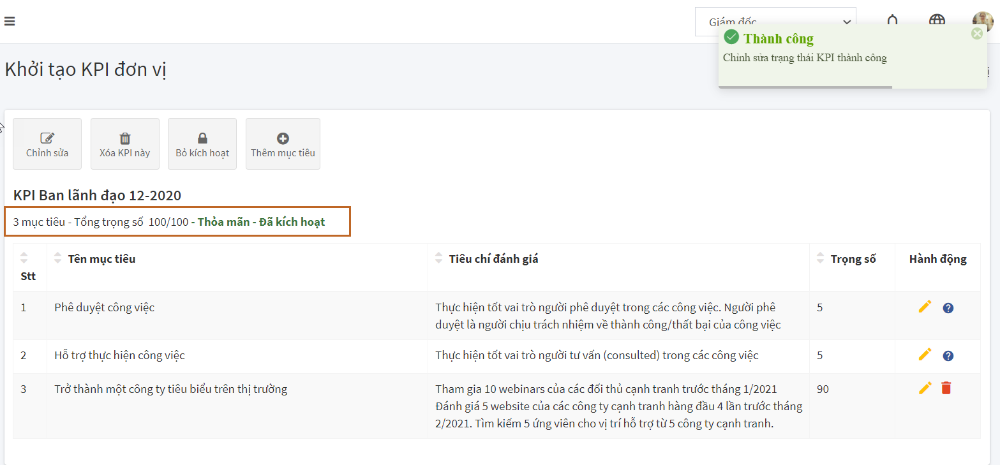 Giám đốc
Thành công
Chỉnh sửa trạng thái KPI thành công
Khởi tạo KPI đơn vị
Chỉnh sửa
Xóa KPI này
Bỏ kích hoạt
Thêm mục tiêu
KPI Ban lãnh đạo 12-2020
3 mục tiêu - Tổng trọng số 100/100 - Thỏa mãn - Đã kích hoạt
Stt
Tên mục tiêu
Tiêu chí đánh giá
Trọng số
Hành động
1
Phê duyệt công việc
Thực hiện tốt vai trò người phê duyệt trong các công việc. Người phê
duyệt là người chịu trách nhiệm về thành công/thất bại của công việc
5
2
Hỗ trợ thực hiện công việc
Thực hiện tốt vai trò người tư vấn (consulted) trong các công việc
5
3
Trở thành một công ty tiêu biểu trên thị trường
Tham gia 10 webinars của các đối thủ cạnh tranh trước tháng 1/2021
Đánh giá 5 website của các công ty cạnh tranh hàng đầu 4 lần trước tháng
2/2021. Tìm kiếm 5 ứng viên cho vị trí hỗ trợ từ 5 công ty cạnh tranh.
90